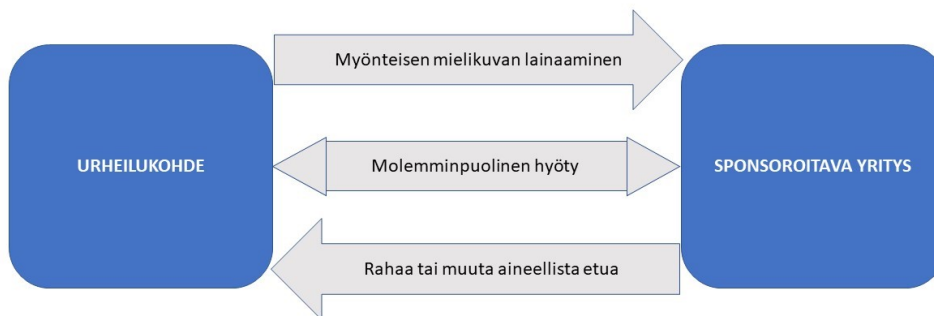 Myönteisen mielikuvan lainaaminen
URHEILUKOHDE
Molemminpuolinen hyöty
SPONSOROITAVA YRITYS
Rahaa tai muuta aineellista etua